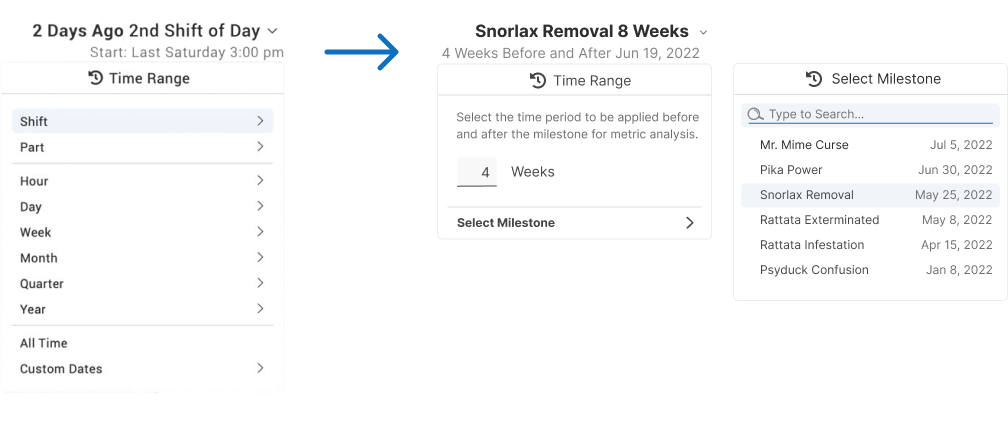 2 Days Ago 2nd Shift of Day
Start: Last Saturday 3:00 pm
Time Range
Shift
Part
Hour
Day
Week
Month
Quarter
Year
All Time
Custom Dates
Snorlax Removal 8 Weeks
4 Weeks Before and After Jun 19, 2022
Time Range
Select the time period to be applied before
and after the milestone for metric analysis.
4 Weeks
Select Milestone
Select Milestone
Type to Search...
Mr. Mime Curse Jul 5, 2022
Pika Power Jun 30, 2022
Snorlax Removal May 25, 2022
Rattata Exterminated May 8, 2022
Rattata Infestation Apr 15, 2022
Psyduck Confusion Jan 8, 2022